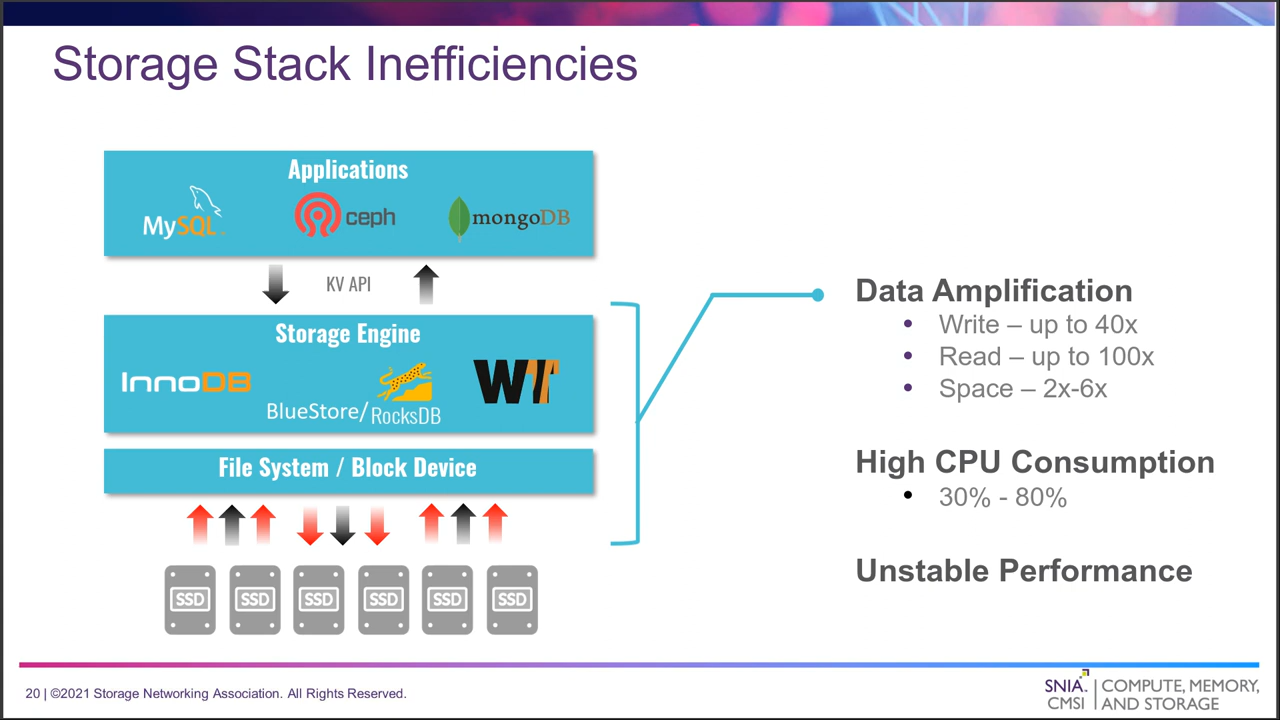 Storage Stack Inefficiencies
Applications
MySQL
ceph
mongoDB
KV API
Storage Engine
InnoDB
BlueStore/RocksDB
WT
File System / Block Device
SSD SSD SSD SSD SSD SSD
Data Amplification
• Write – up to 40x
• Read – up to 100x
• Space – 2x-6x
High CPU Consumption
• 30% - 80%
Unstable Performance
20 | ©2021 Storage Networking Association. All Rights Reserved.
SNIA. | COMPUTE, MEMORY,
CMSI | AND STORAGE